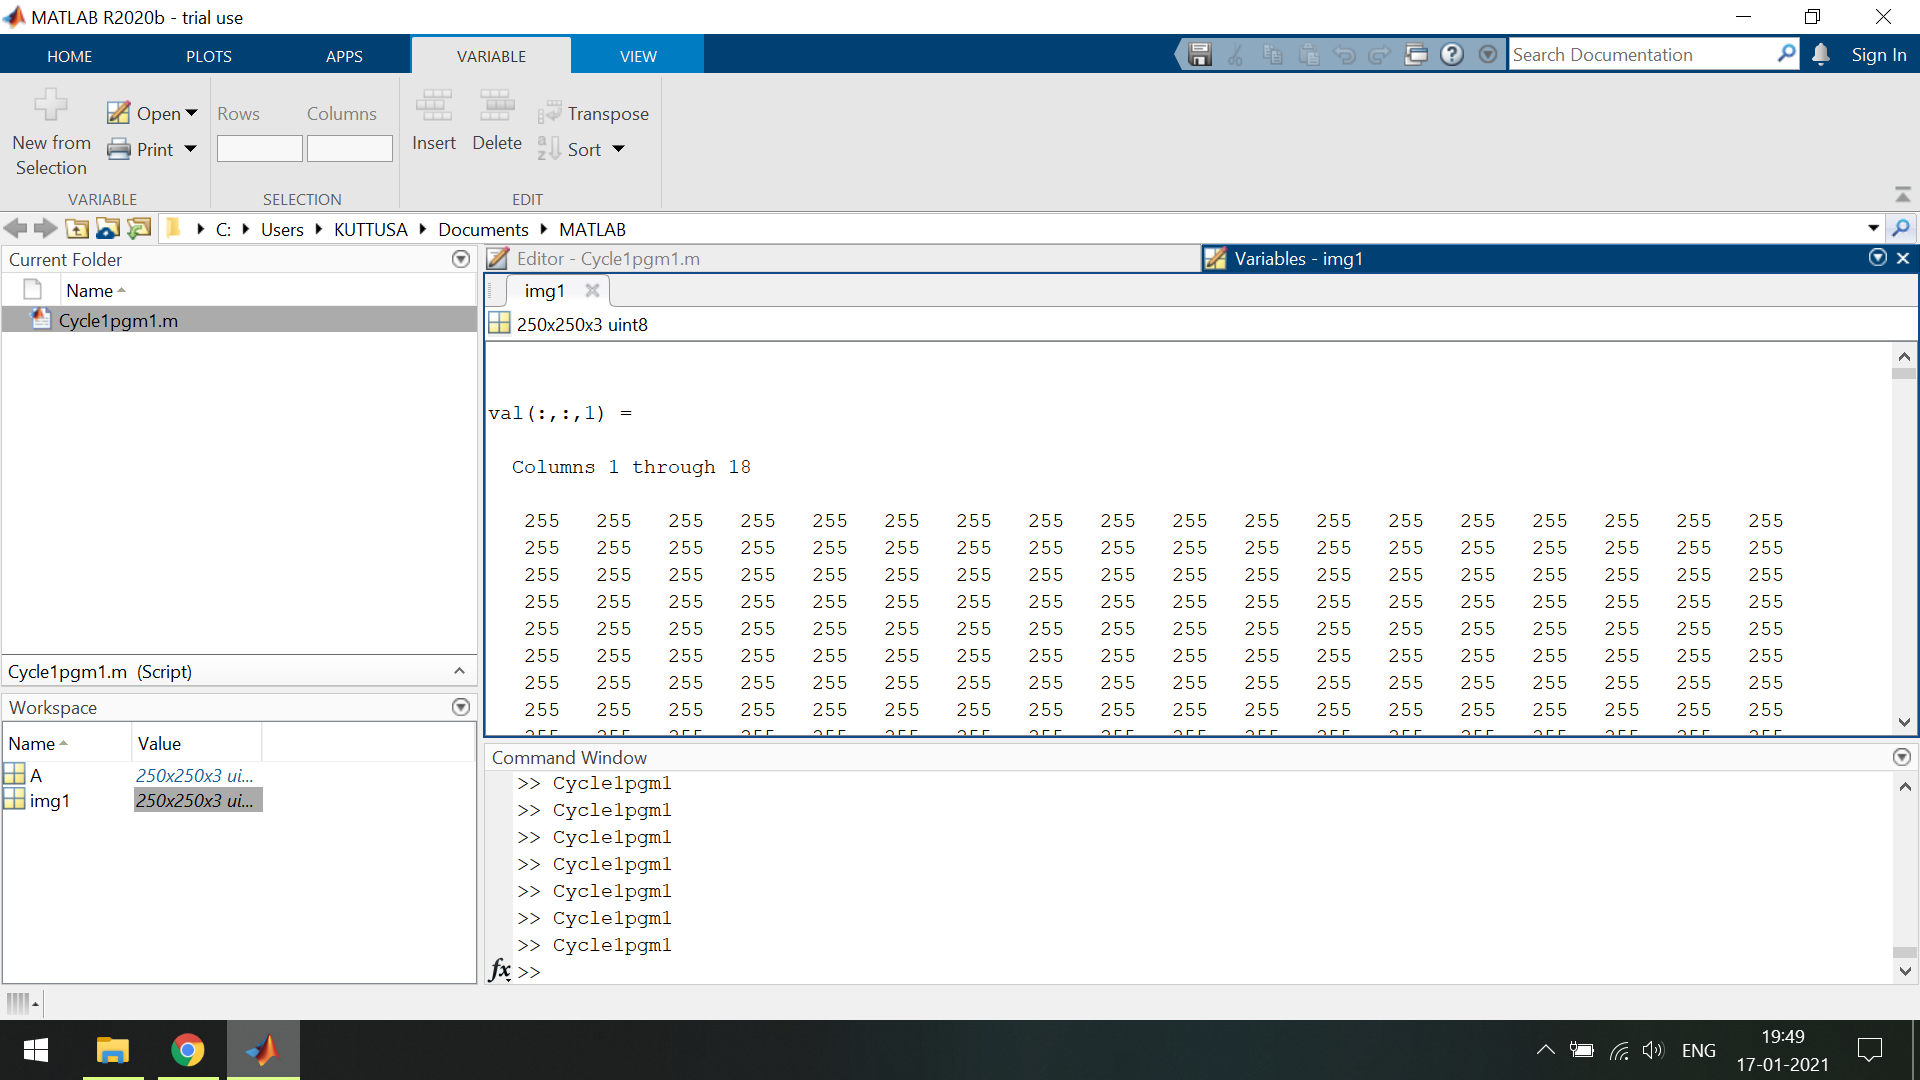 MATLAB R2020b - trial use
HOME PLOTS APPS VARIABLE VIEW
Search Documentation
Sign In
New from Selection
Open
Print
VARIABLE
Rows Columns
SELECTION
Insert
Delete
Transpose
Sort
EDIT
C: Users KUTTUSA Documents MATLAB
Current Folder
Name
Cycle1pgm1.m
Cycle1pgm1.m (Script)
Workspace
Name Value
A 250x250x3 ui...
img1 250x250x3 ui...
Editor - Cycle1pgm1.m
Variables - img1
img1
250x250x3 uint8
val(:,:,1) =
Columns 1 through 18
255 255 255 255 255 255 255 255 255 255 255 255 255 255 255 255 255 255
255 255 255 255 255 255 255 255 255 255 255 255 255 255 255 255 255 255
255 255 255 255 255 255 255 255 255 255 255 255 255 255 255 255 255 255
255 255 255 255 255 255 255 255 255 255 255 255 255 255 255 255 255 255
255 255 255 255 255 255 255 255 255 255 255 255 255 255 255 255 255 255
255 255 255 255 255 255 255 255 255 255 255 255 255 255 255 255 255 255
255 255 255 255 255 255 255 255 255 255 255 255 255 255 255 255 255 255
255 255 255 255 255 255 255 255 255 255 255 255 255 255 255 255 255 255
Command Window
>> Cycle1pgm1
>> Cycle1pgm1
>> Cycle1pgm1
>> Cycle1pgm1
>> Cycle1pgm1
>> Cycle1pgm1
>> Cycle1pgm1
fx >>
ENG
19:49
17-01-2021